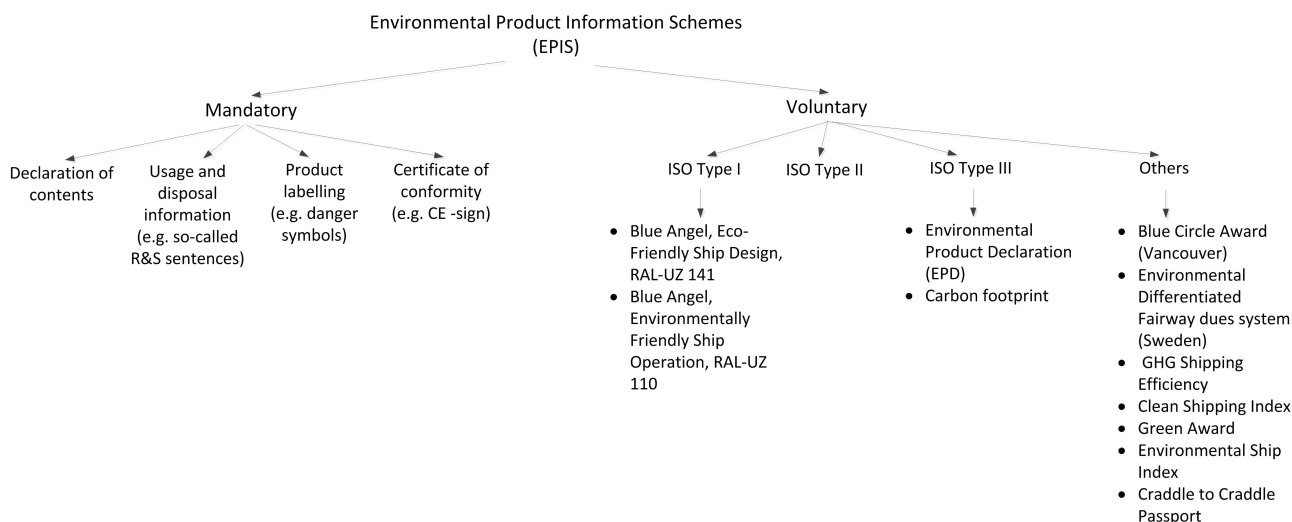 Environmental Product Information Schemes
(EPIS)
Mandatory
Voluntary
Declaration of
contents
Usage and
disposal
information
(e.g. so-called
R&S sentences)
Product
labelling
(e.g. danger
symbols)
Certificate of
conformity
(e.g. CE -sign)
ISO Type I
ISO Type II
ISO Type III
Others
• Blue Angel, Eco-
Friendly Ship Design,
RAL-UZ 141
• Blue Angel,
Environmentally
Friendly Ship
Operation, RAL-UZ
110
• Environmental
Product Declaration
(EPD)
• Carbon footprint
• Blue Circle Award
(Vancouver)
• Environmental
Differentiated
Fairway dues system
(Sweden)
• GHG Shipping
Efficiency
• Clean Shipping Index
• Green Award
• Environmental Ship
Index
• Craddle to Craddle
Passport